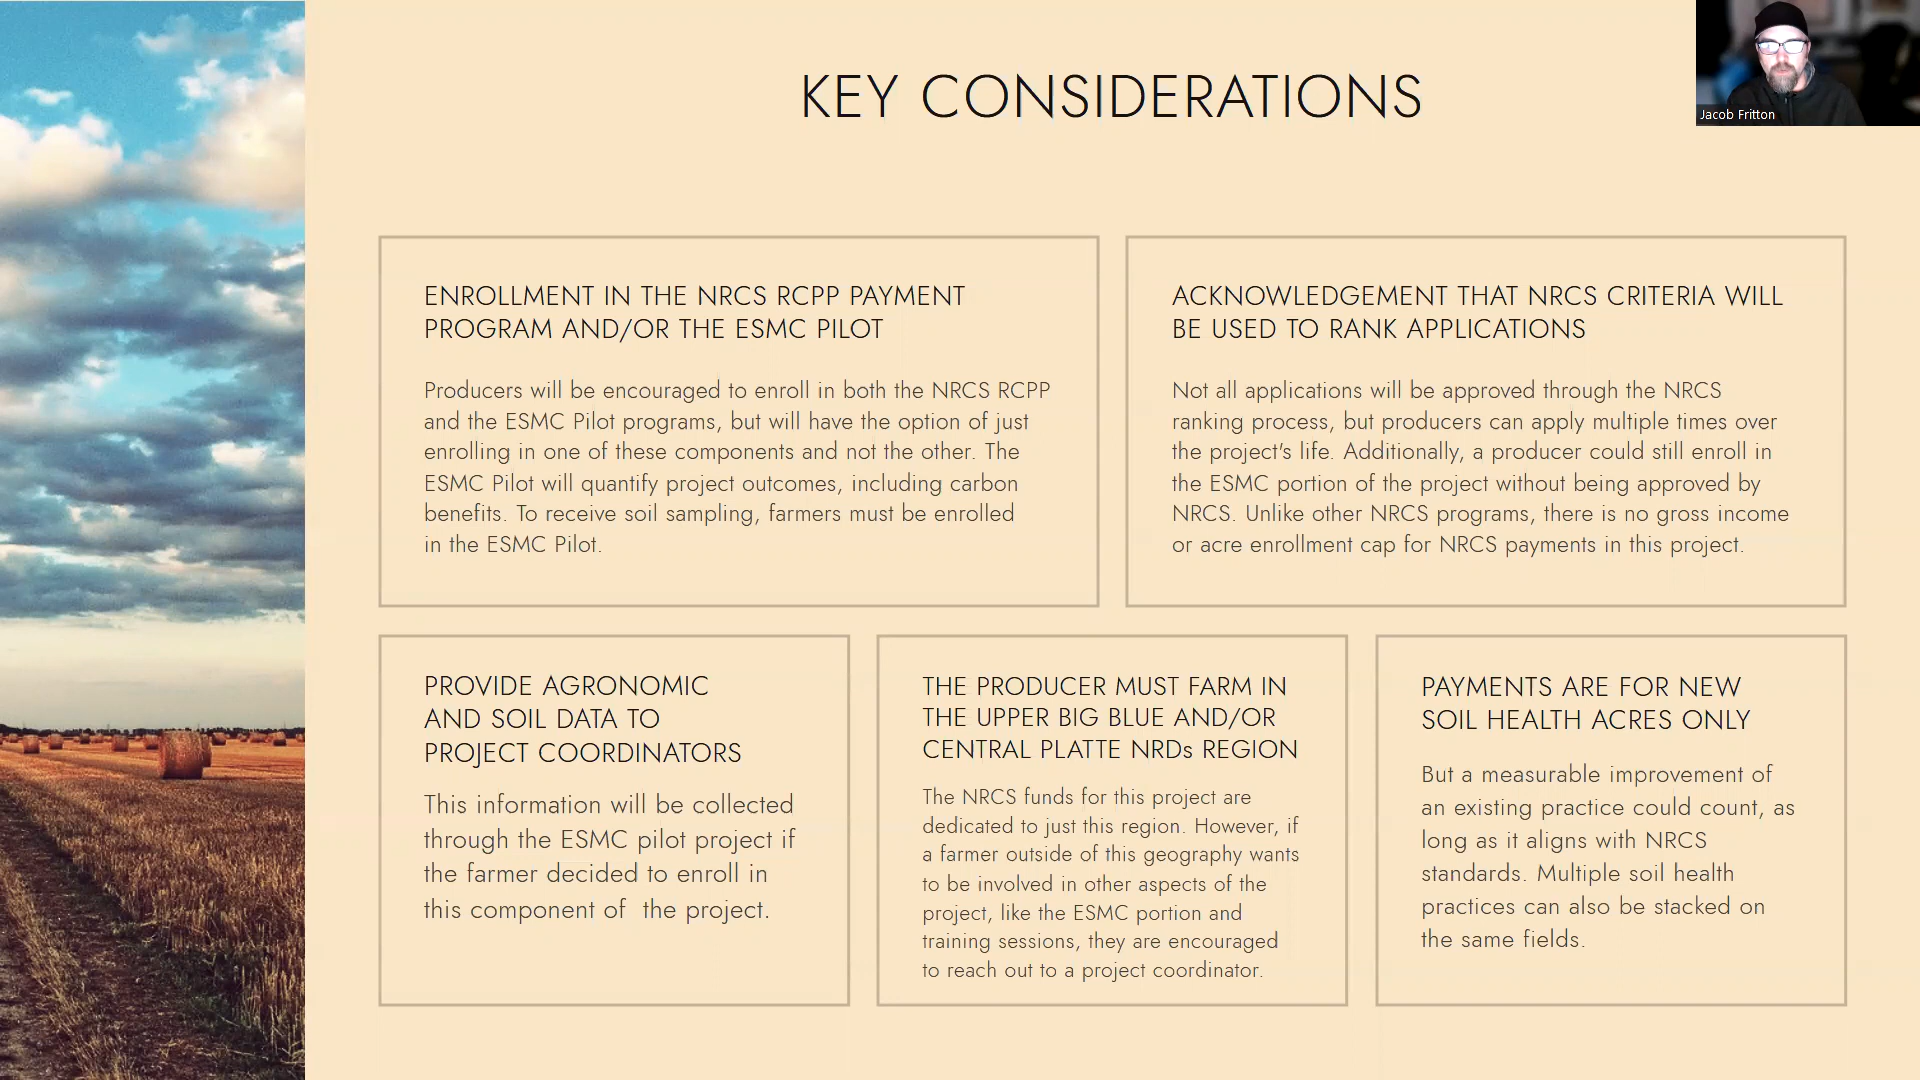 KEY CONSIDERATIONS
Jacob Fritton
ENROLLMENT IN THE NRCS RCPP PAYMENT
PROGRAM AND/OR THE ESMC PILOT
Producers will be encouraged to enroll in both the NRCS RCPP
and the ESMC Pilot programs, but will have the option of just
enrolling in one of these components and not the other. The
ESMC Pilot will quantify project outcomes, including carbon
benefits. To receive soil sampling, farmers must be enrolled
in the ESMC Pilot.
ACKNOWLEDGEMENT THAT NRCS CRITERIA WILL
BE USED TO RANK APPLICATIONS
Not all applications will be approved through the NRCS
ranking process, but producers can apply multiple times over
the project's life. Additionally, a producer could still enroll in
the ESMC portion of the project without being approved by
NRCS. Unlike other NRCS programs, there is no gross income
or acre enrollment cap for NRCS payments in this project.
PROVIDE AGRONOMIC
AND SOIL DATA TO
PROJECT COORDINATORS
This information will be collected
through the ESMC pilot project if
the farmer decided to enroll in
this component of  the project.
THE PRODUCER MUST FARM IN
THE UPPER BIG BLUE AND/OR
CENTRAL PLATTE NRDs REGION
The NRCS funds for this project are
dedicated to just this region. However, if
a farmer outside of this geography wants
to be involved in other aspects of the
project, like the ESMC portion and
training sessions, they are encouraged
to reach out to a project coordinator.
PAYMENTS ARE FOR NEW
SOIL HEALTH ACRES ONLY
But a measurable improvement of
an existing practice could count, as
long as it aligns with NRCS
standards. Multiple soil health
practices can also be stacked on
the same fields.